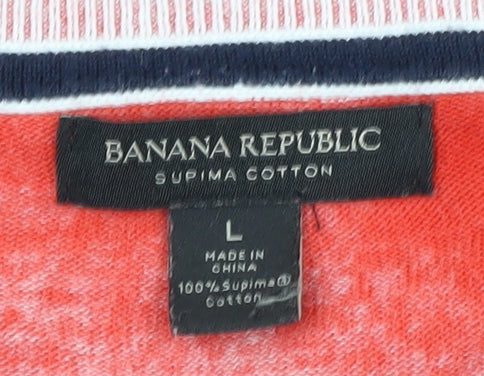 BANANA REPUBLIC
SUPIMA COTTON
L
MADE IN
CHINA
100% Supima®
Cotton